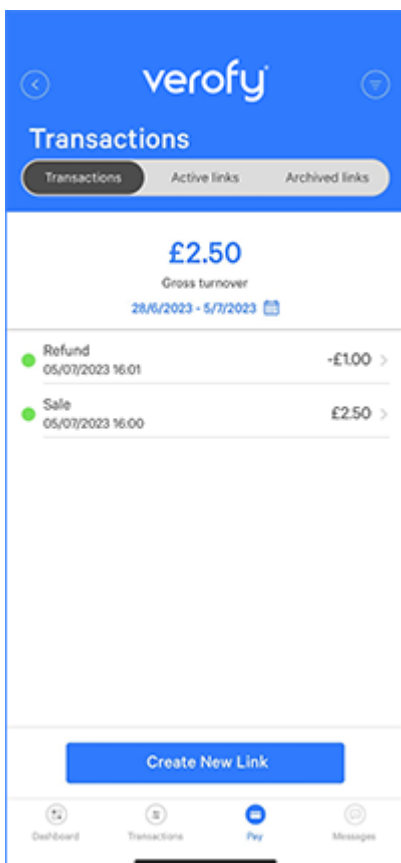 verofy
Transactions
Transactions Active links Archived links
£2.50
Gross turnover
28/6/2023 - 5/7/2023
Refund
05/07/2023 16:01
-£1.00
Sale
05/07/2023 16:00
£2.50
Create New Link
Dashboard Transactions Pay Messages